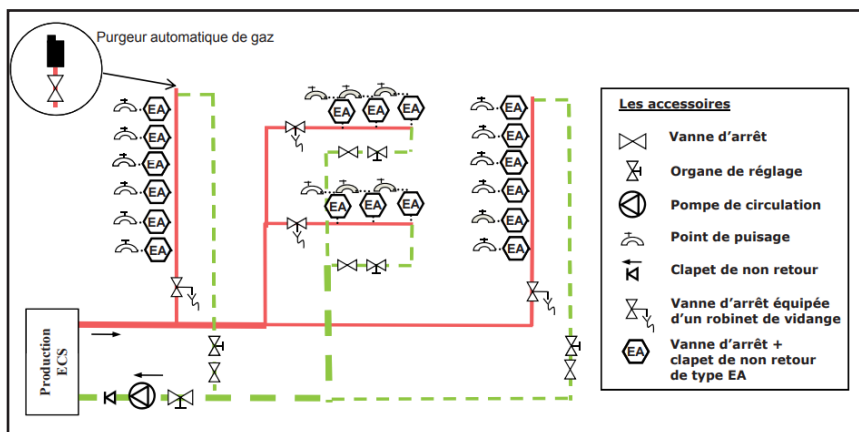 Purgeur automatique de gaz
EA
EA
EA
EA
EA
EA
EA EA EA
EA EA EA
EA
EA
EA
EA
EA
EA
Production
ECS
Les accessoires
Vanne d'arrêt
Organe de réglage
Pompe de circulation
Point de puisage
Clapet de non retour
Vanne d'arrêt équipée
d'un robinet de vidange
EA
Vanne d'arrêt +
clapet de non retour
de type EA